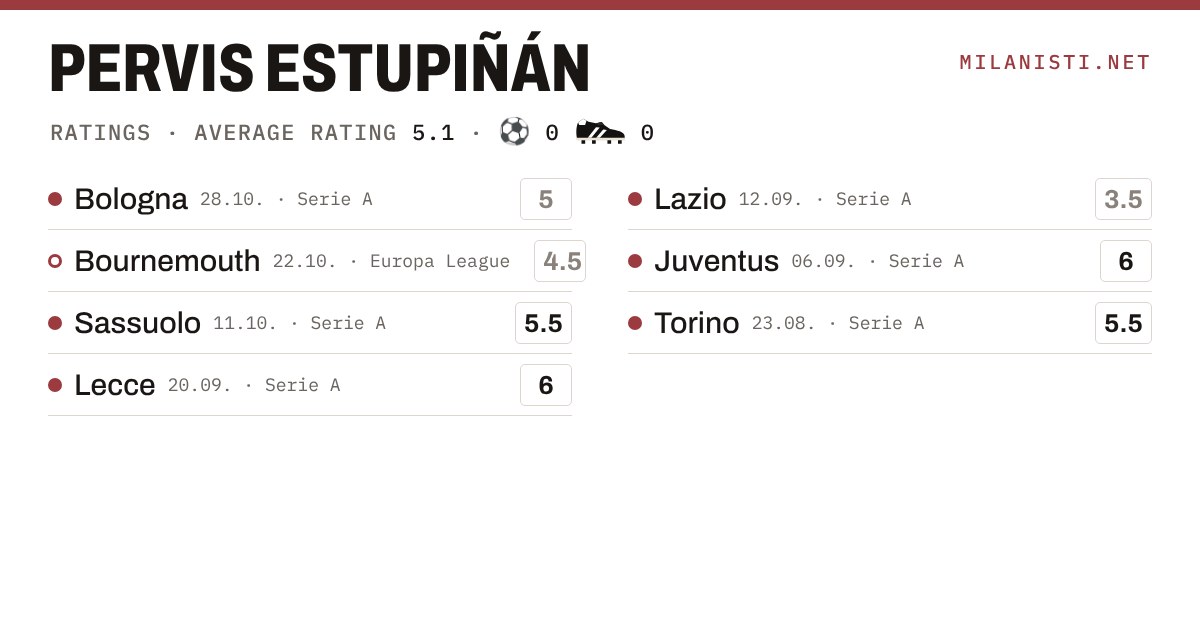 PERVIS ESTUPIÑÁN
MILANISTI.NET
RATINGS · AVERAGE RATING 5.1 · ⚽ 0 0
Bologna 28.10. · Serie A 5
Bournemouth 22.10. · Europa League 4.5
Sassuolo 11.10. · Serie A 5.5
Lecce 20.09. · Serie A 6
Lazio 12.09. · Serie A 3.5
Juventus 06.09. · Serie A 6
Torino 23.08. · Serie A 5.5